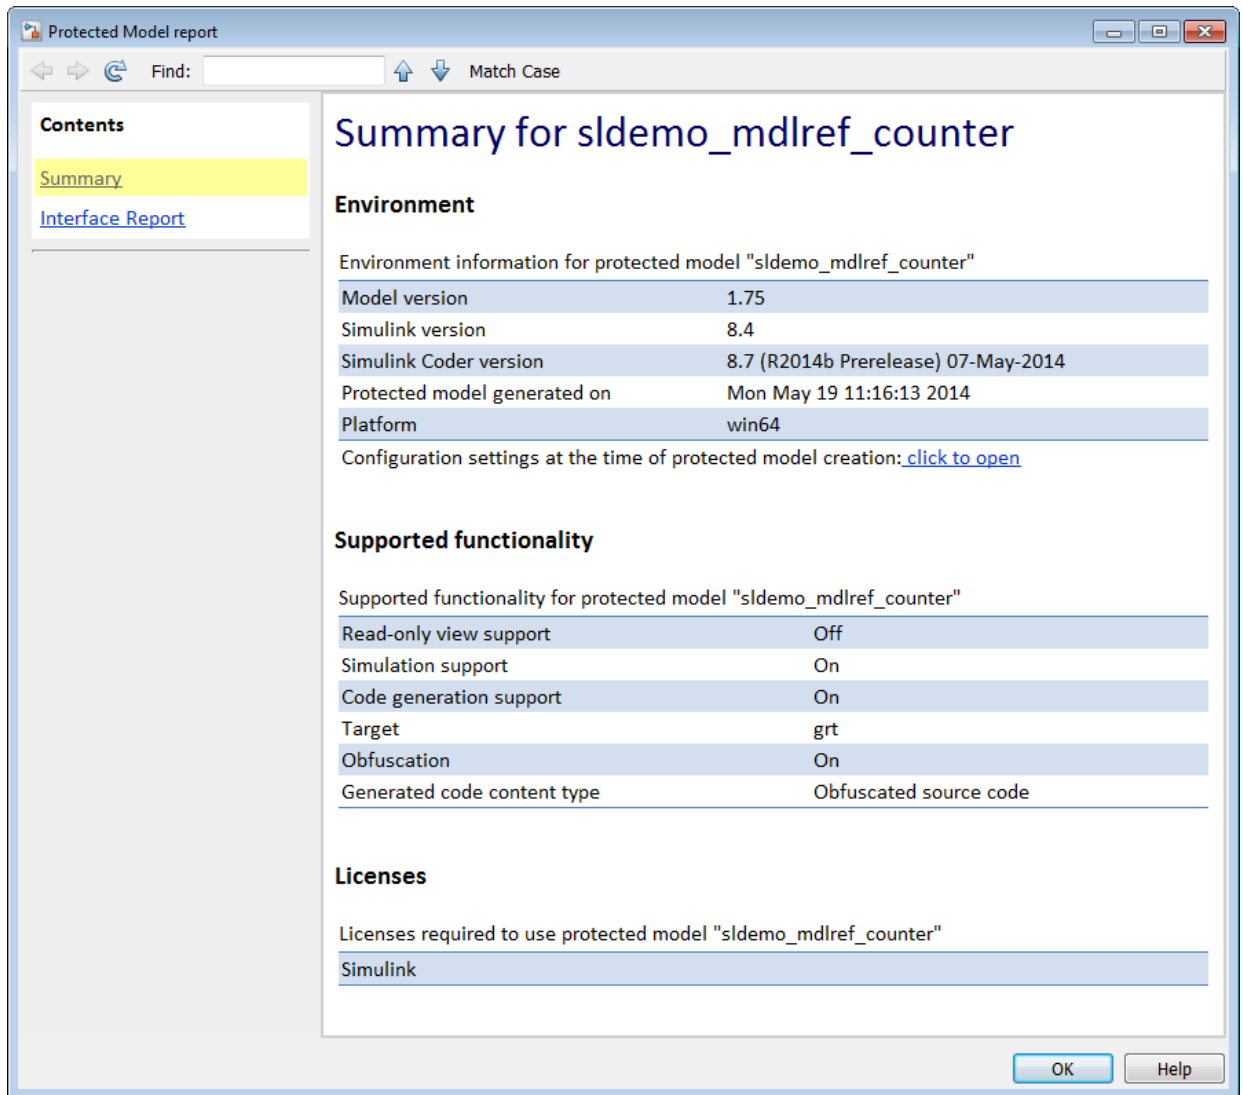 Protected Model report
Find: Match Case
Contents
Summary
Interface Report
Summary for sldemo_mdlref_counter
Environment
Environment information for protected model "sldemo_mdlref_counter"
Model version 1.75
Simulink version 8.4
Simulink Coder version 8.7 (R2014b Prerelease) 07-May-2014
Protected model generated on Mon May 19 11:16:13 2014
Platform win64
Configuration settings at the time of protected model creation: click to open
Supported functionality
Supported functionality for protected model "sldemo_mdlref_counter"
Read-only view support Off
Simulation support On
Code generation support On
Target grt
Obfuscation On
Generated code content type Obfuscated source code
Licenses
Licenses required to use protected model "sldemo_mdlref_counter"
Simulink
OK Help